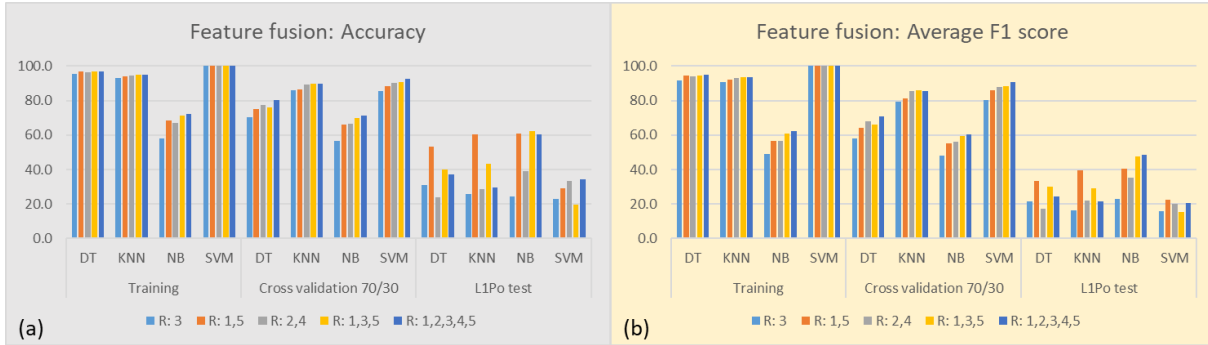 Feature fusion: Accuracy
100.0
80.0
60.0
40.0
20.0
0.0
DT KNN NB SVM DT KNN NB SVM DT KNN NB SVM
Training Cross validation 70/30 L1Po test
R: 3 R: 1,5 R: 2,4 R: 1,3,5 R: 1,2,3,4,5
(a)
Feature fusion: Average F1 score
100.0
80.0
60.0
40.0
20.0
0.0
DT KNN NB SVM DT KNN NB SVM DT KNN NB SVM
Training Cross validation 70/30 L1Po test
R: 3 R: 1,5 R: 2,4 R: 1,3,5 R: 1,2,3,4,5
(b)